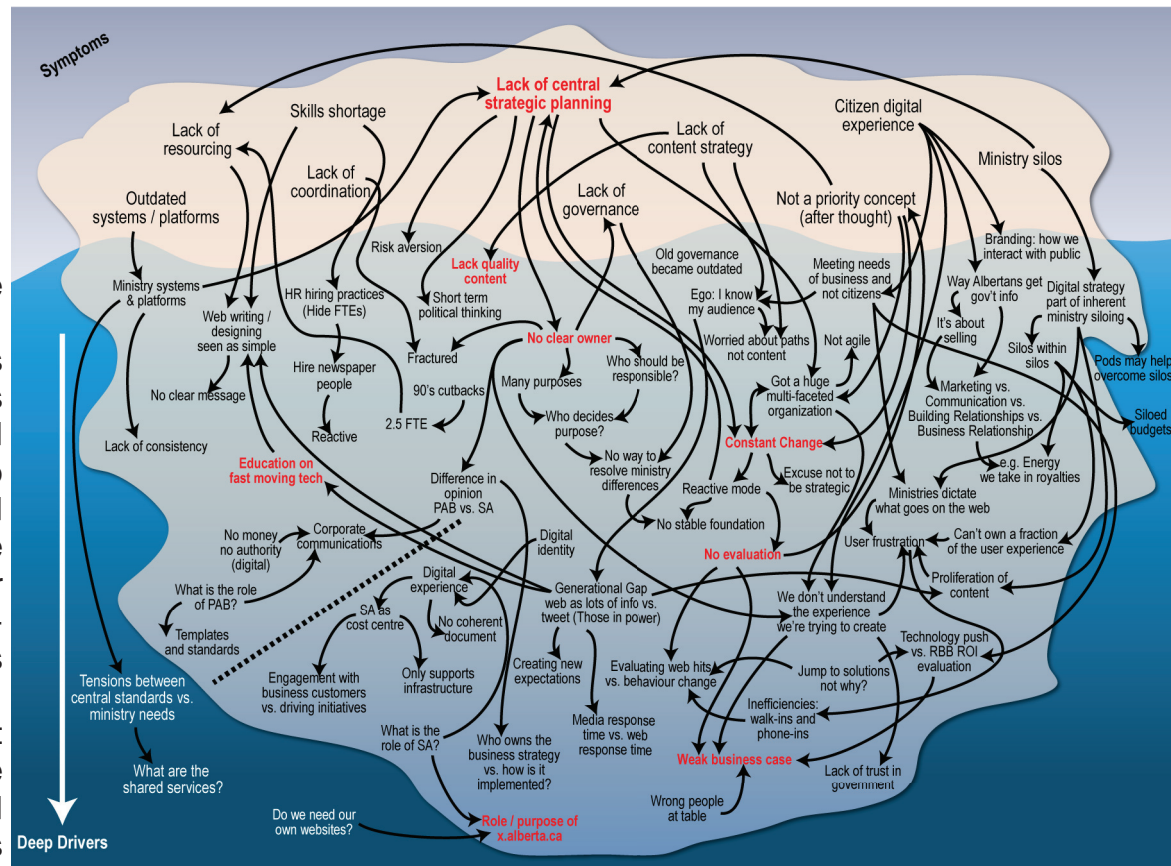 Symptoms
Lack of central
strategic planning
Citizen digital
experience
Skills shortage
Lack of
resourcing
Lack of
content strategy
Ministry silos
Lack of
coordination
Lack of
governance
Not a priority concept
(after thought)
Outdated
systems / platforms
Risk aversion
Lack quality
content
Old governance
became outdated
Meeting needs
of business and
not citizens
Branding: how we
interact with public
Ministry systems
& platforms
HR hiring practices
(Hide FTEs)
Short term
political thinking
Ego: I know
my audience
Way Albertans get
gov't info
Digital strategy
part of inherent
ministry siloing
Web writing /
designing
seen as simple
Fractured
No clear owner
Worried about paths
not content
Not agile
It's about
selling
Silos within
silos
Pods may help
overcome silos
Hire newspaper
people
90's cutbacks
Many purposes
Who should be
responsible?
Got a huge
multi-faceted
organization
Marketing vs.
Communication vs.
Building Relationships vs.
Business Relationship
Siloed
budgets
No clear message
2.5 FTE
Who decides
purpose?
Lack of consistency
Reactive
Constant Change
Education on
fast moving tech
No way to
resolve ministry
differences
Excuse not to
be strategic
e.g. Energy
we take in royalties
Difference in
opinion
PAB vs. SA
Reactive mode
Ministries dictate
what goes on the web
No stable foundation
No money
no authority
(digital)
Corporate
communications
Digital
identity
No evaluation
User frustration
Can't own a fraction
of the user experience
What is the role
of PAB?
Digital
experience
Generational Gap
web as lots of info vs.
tweet (Those in power)
We don't understand
the experience
we're trying to create
Proliferation of
content
SA as
cost centre
No coherent
document
Templates
and standards
Technology push
vs. RBB ROI
evaluation
Tensions between
central standards vs.
ministry needs
Engagement with
business customers
vs. driving initiatives
Only supports
infrastructure
Creating new
expectations
Evaluating web hits
vs. behaviour change
Jump to solutions
not why?
Inefficiencies:
walk-ins and
phone-ins
Media response
time vs. web
response time
What is the
role of SA?
Who owns the
business strategy
vs. how is it
implemented?
Weak business case
What are the
shared services?
Lack of trust in
government
Wrong people
at table
Do we need our
own websites?
Role / purpose of
x.alberta.ca
Deep Drivers